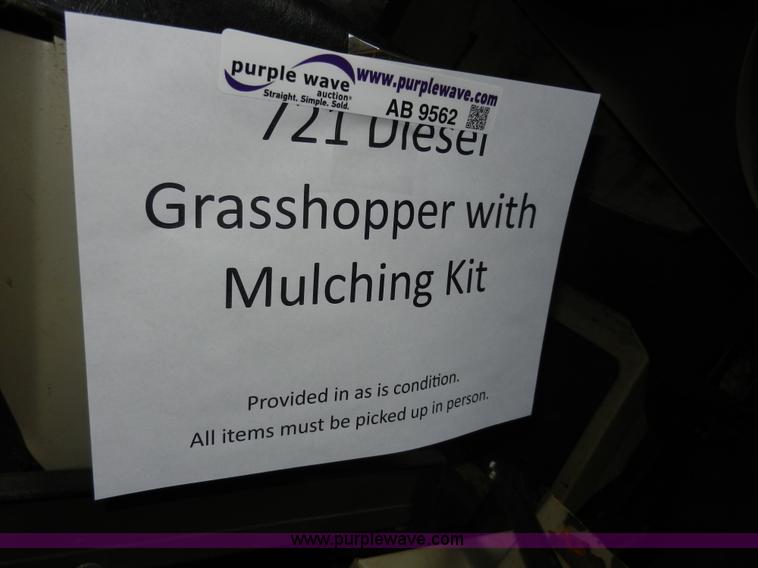 purple wave
auction®
Straight. Simple. Sold.
www.purplewave.com
AB 9562
721 Diesel
Grasshopper with
Mulching Kit
Provided in as is condition.
All items must be picked up in person.
www.purplewave.com